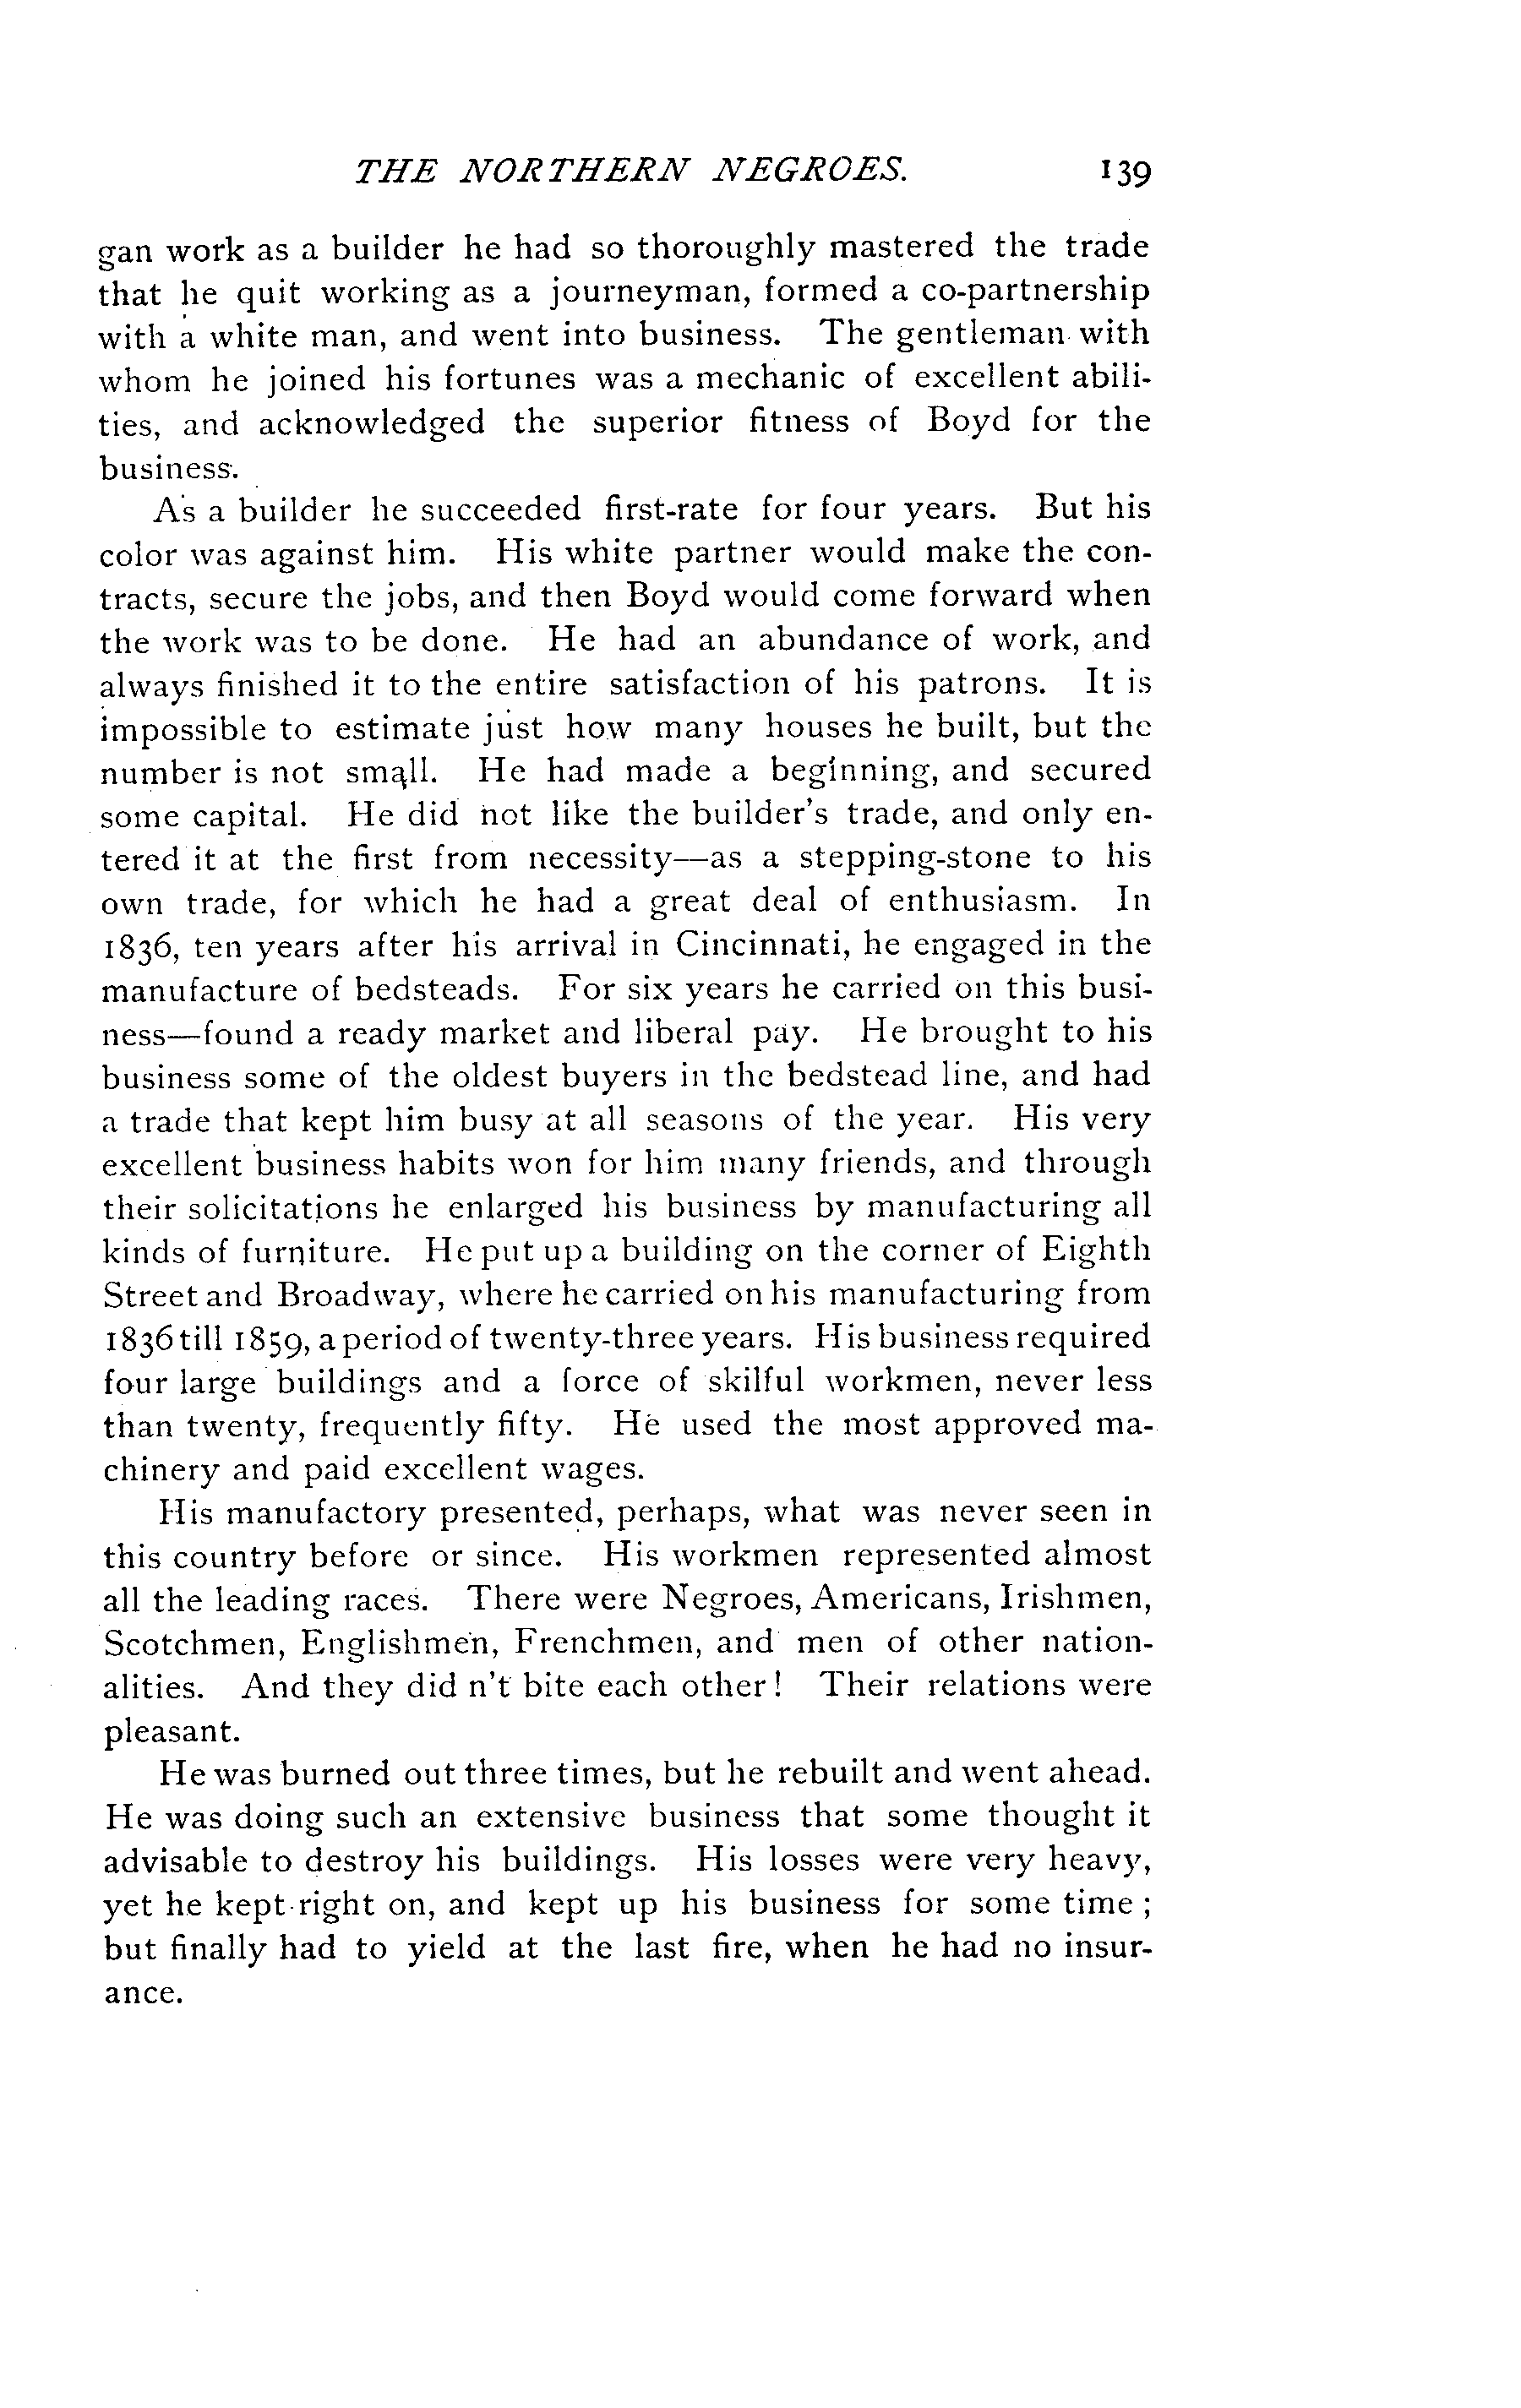 THE NORTHERN NEGROES. 139
gan work as a builder he had so thoroughly mastered the trade
that he quit working as a journeyman, formed a co-partnership
with a white man, and went into business. The gentleman with
whom he joined his fortunes was a mechanic of excellent abili-
ties, and acknowledged the superior fitness of Boyd for the
business.
As a builder he succeeded first-rate for four years. But his
color was against him. His white partner would make the con-
tracts, secure the jobs, and then Boyd would come forward when
the work was to be done. He had an abundance of work, and
always finished it to the entire satisfaction of his patrons. It is
impossible to estimate just how many houses he built, but the
number is not small. He had made a beginning, and secured
some capital. He did not like the builder's trade, and only en-
tered it at the first from necessity—as a stepping-stone to his
own trade, for which he had a great deal of enthusiasm. In
1836, ten years after his arrival in Cincinnati, he engaged in the
manufacture of bedsteads. For six years he carried on this busi-
ness—found a ready market and liberal pay. He brought to his
business some of the oldest buyers in the bedstead line, and had
a trade that kept him busy at all seasons of the year. His very
excellent business habits won for him many friends, and through
their solicitations he enlarged his business by manufacturing all
kinds of furniture. He put up a building on the corner of Eighth
Street and Broadway, where he carried on his manufacturing from
1836 till 1859, a period of twenty-three years. His business required
four large buildings and a force of skilful workmen, never less
than twenty, frequently fifty. He used the most approved ma-
chinery and paid excellent wages.
His manufactory presented, perhaps, what was never seen in
this country before or since. His workmen represented almost
all the leading races. There were Negroes, Americans, Irishmen,
Scotchmen, Englishmen, Frenchmen, and men of other nation-
alities. And they did n't bite each other! Their relations were
pleasant.
He was burned out three times, but he rebuilt and went ahead.
He was doing such an extensive business that some thought it
advisable to destroy his buildings. His losses were very heavy,
yet he kept right on, and kept up his business for some time;
but finally had to yield at the last fire, when he had no insur-
ance.